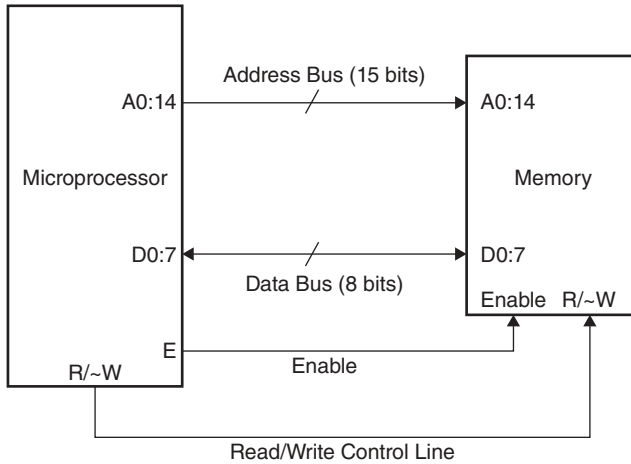 Address Bus (15 bits)
A0:14
A0:14
Microprocessor
Memory
D0:7
D0:7
Data Bus (8 bits)
Enable R/~W
E
Enable
R/~W
Read/Write Control Line